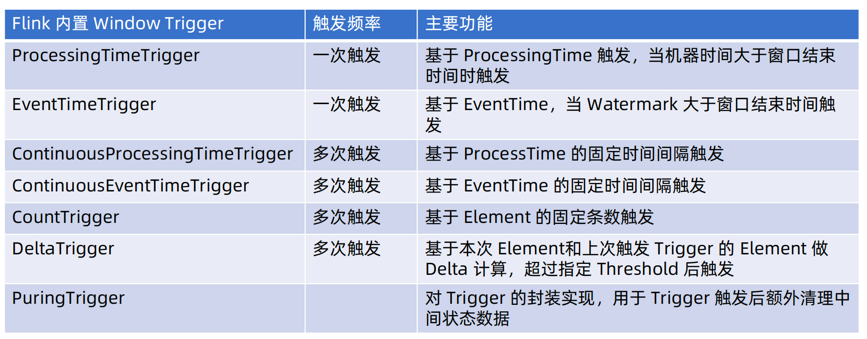 Flink 内置 Window Trigger 触发频率 主要功能
ProcessingTimeTrigger 一次触发 基于 ProcessingTime 触发，当机器时间大于窗口结束
时间时触发
EventTimeTrigger 一次触发 基于 EventTime，当 Watermark 大于窗口结束时间触
发
ContinuousProcessingTimeTrigger 多次触发 基于 ProcessTime 的固定时间间隔触发
ContinuousEventTimeTrigger 多次触发 基于 EventTime 的固定时间间隔触发
CountTrigger 多次触发 基于 Element 的固定条数触发
DeltaTrigger 多次触发 基于本次 Element和上次触发 Trigger 的 Element 做
Delta 计算，超过指定 Threshold 后触发
PuringTrigger 对 Trigger 的封装实现，用于 Trigger 触发后额外清理中
间状态数据